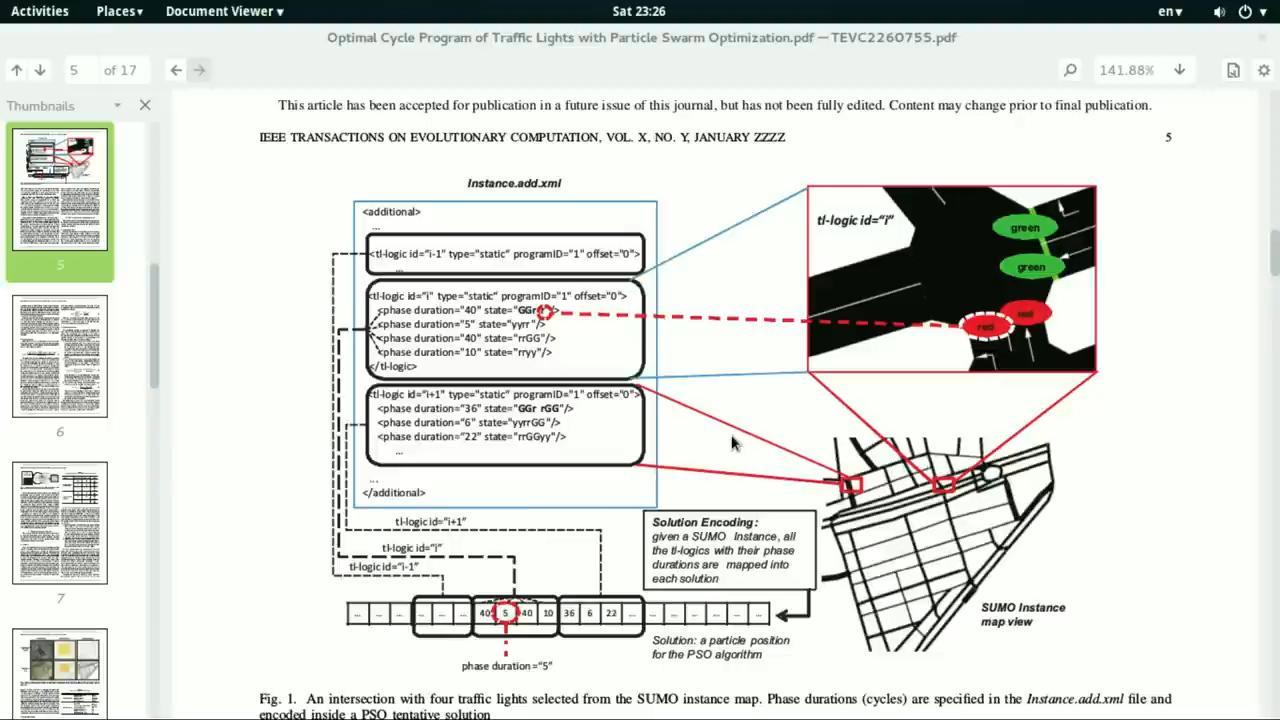 Activities Places▾ Document Viewer ▾ Sat 23:26 en▾
Optimal Cycle Program of Traffic Lights with Particle Swarm Optimization.pdf — TEVC2260755.pdf
5 of 17 141.88%
Thumbnails
5
6
7
This article has been accepted for publication in a future issue of this journal, but has not been fully edited. Content may change prior to final publication.
IEEE TRANSACTIONS ON EVOLUTIONARY COMPUTATION, VOL. X, NO. Y, JANUARY ZZZZ 5
Instance.add.xml
<additional>
...
<tl-logic id="i-1" type="static" programID="1" offset="0">
...
<tl-logic id="i" type="static" programID="1" offset="0">
<phase duration="40" state="GGr />
<phase duration="5" state="yyrr"/>
<phase duration="40" state="rrGG"/>
<phase duration="10" state="rryy"/>
</tl-logic>
<tl-logic id="i+1" type="static" programID="1" offset="0">
<phase duration="36" state="GGr rGG"/>
<phase duration="6" state="yyrrGG"/>
<phase duration="22" state="rrGGyy"/>
...
...
</additional>
tl-logic id="i"
green
green
red
red
tl-logic id="i+1"
tl-logic id="i"
tl-logic id="i-1"
... ... ... ... ... ... 40 5 40 10 36 6 22 ... ... ... ... ... ... ...
phase duration="5"
Solution Encoding:
given a SUMO Instance, all
the tl-logics with their phase
durations are mapped into
each solution
Solution: a particle position
for the PSO algorithm
SUMO Instance
map view
Fig. 1. An intersection with four traffic lights selected from the SUMO instance map. Phase durations (cycles) are specified in the Instance.add.xml file and
encoded inside a PSO tentative solution